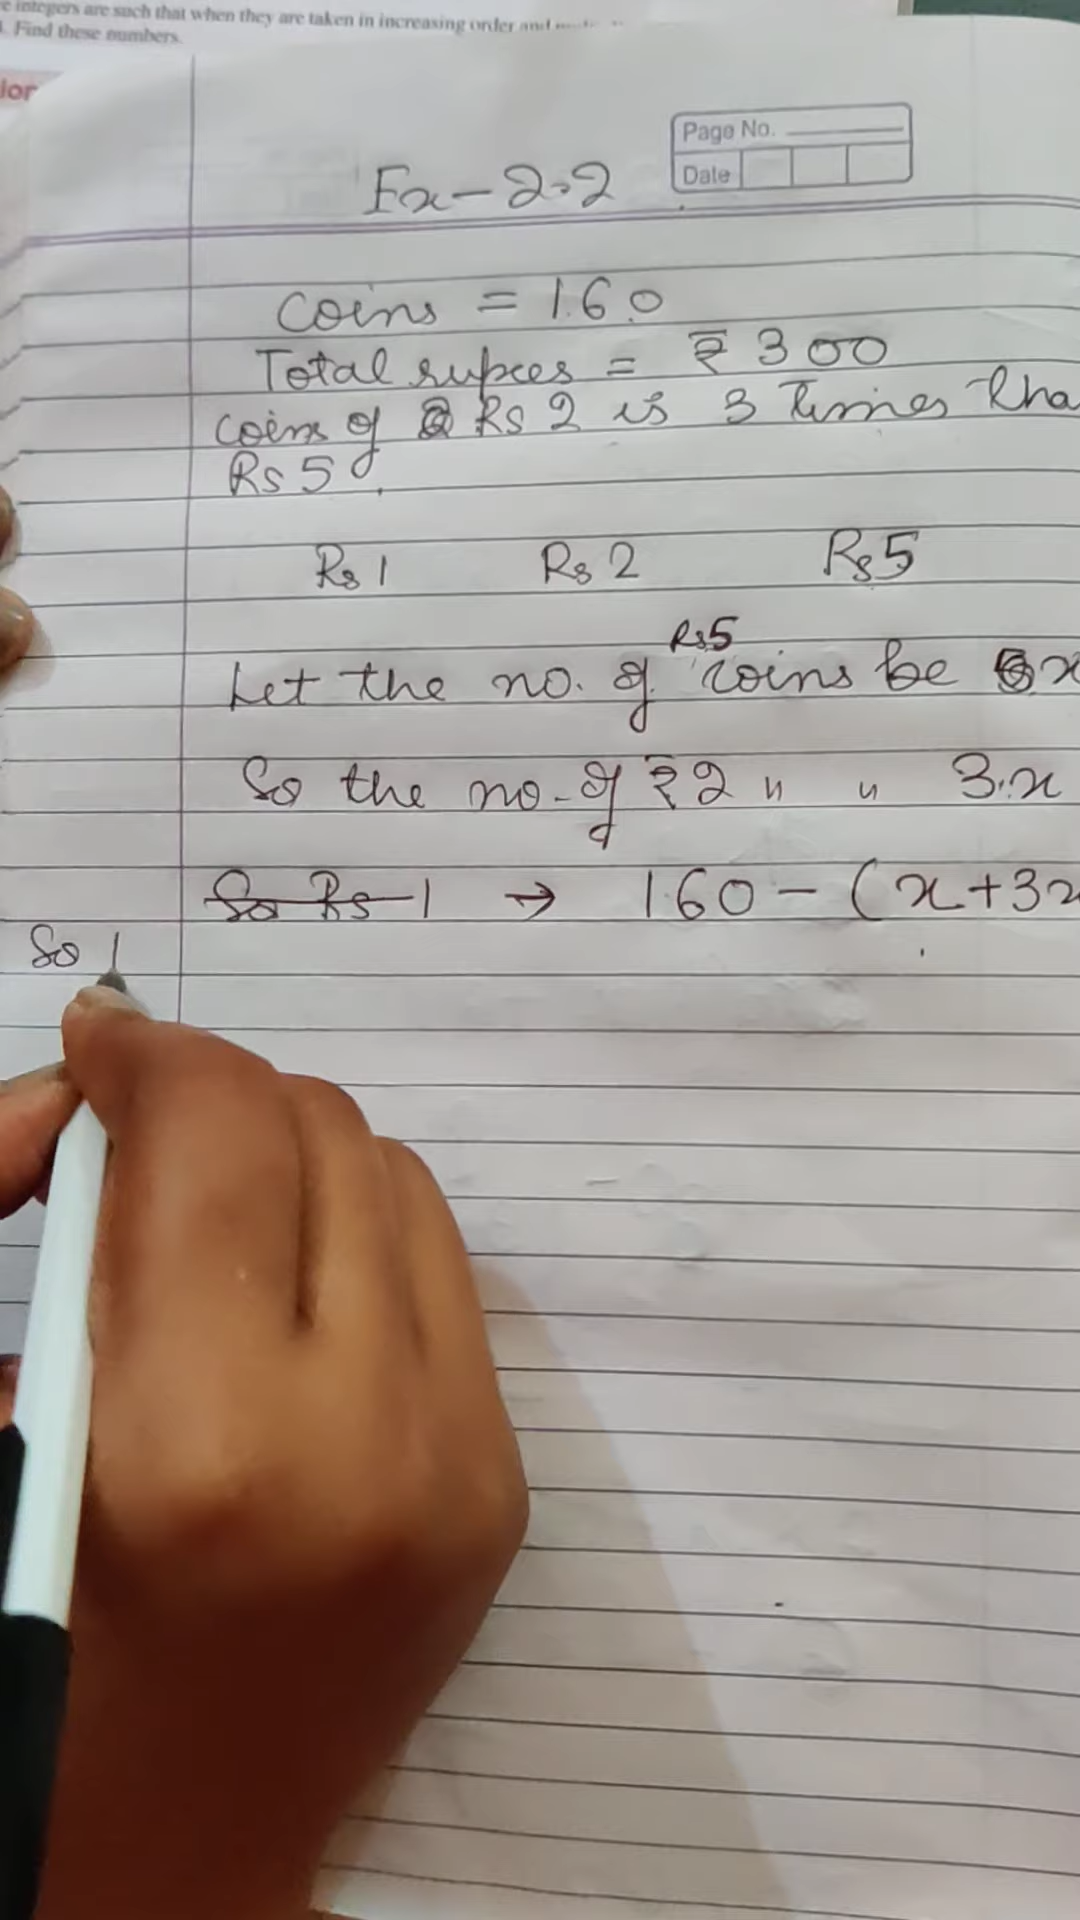 e integers are such that when they are taken in increasing order and
. Find these numbers.
ion
Page No.
Date
Ex - 2.2
Coins = 160
Total rupees = ₹ 300
Coins of Rs 2 is 3 times tha
Rs 5
Rs 1 Rs 2 Rs 5
Rs5
Let the no. of coins be x
So the no. of ₹2 " " 3x
So Rs 1 → 160 - (x+3x
So 1